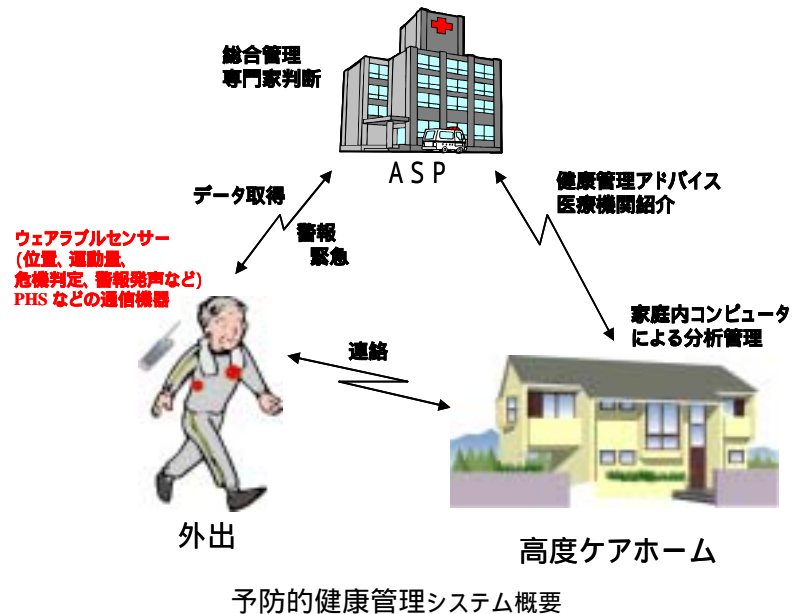 総合管理
専門家判断
ASP
データ取得
警報
緊急
健康管理アドバイス
医療機関紹介
ウェアラブルセンサー
(位置、運動量、
危機判定、警報発声など)
PHS などの通信機器
家庭内コンピュータ
による分析管理
連絡
外出
高度ケアホーム
予防的健康管理システム概要